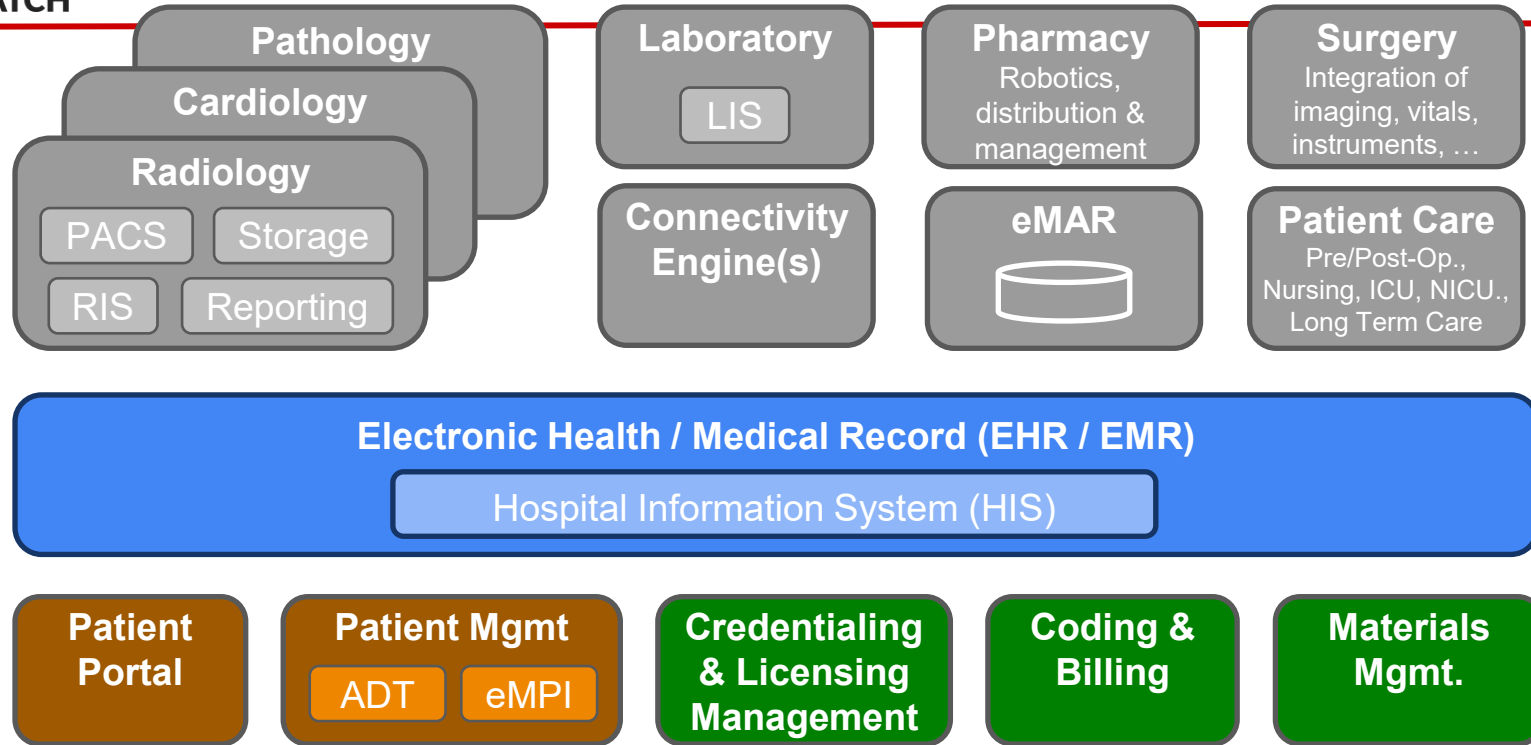 Pathology
Cardiology
Radiology
PACS
Storage
RIS
Reporting
Laboratory
LIS
Pharmacy
Robotics,
distribution &
management
Surgery
Integration of
imaging, vitals,
instruments, …
Connectivity
Engine(s)
eMAR
Patient Care
Pre/Post-Op.,
Nursing, ICU, NICU.,
Long Term Care
Electronic Health / Medical Record (EHR / EMR)
Hospital Information System (HIS)
Patient
Portal
Patient Mgmt
ADT
eMPI
Credentialing
& Licensing
Management
Coding &
Billing
Materials
Mgmt.